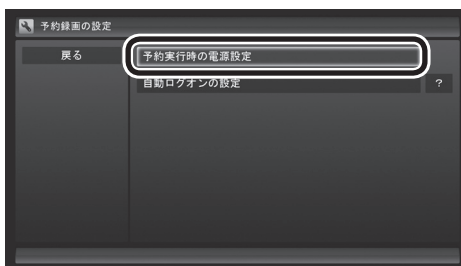 予約録画の設定
戻る
予約実行時の電源設定
自動ログオンの設定
?